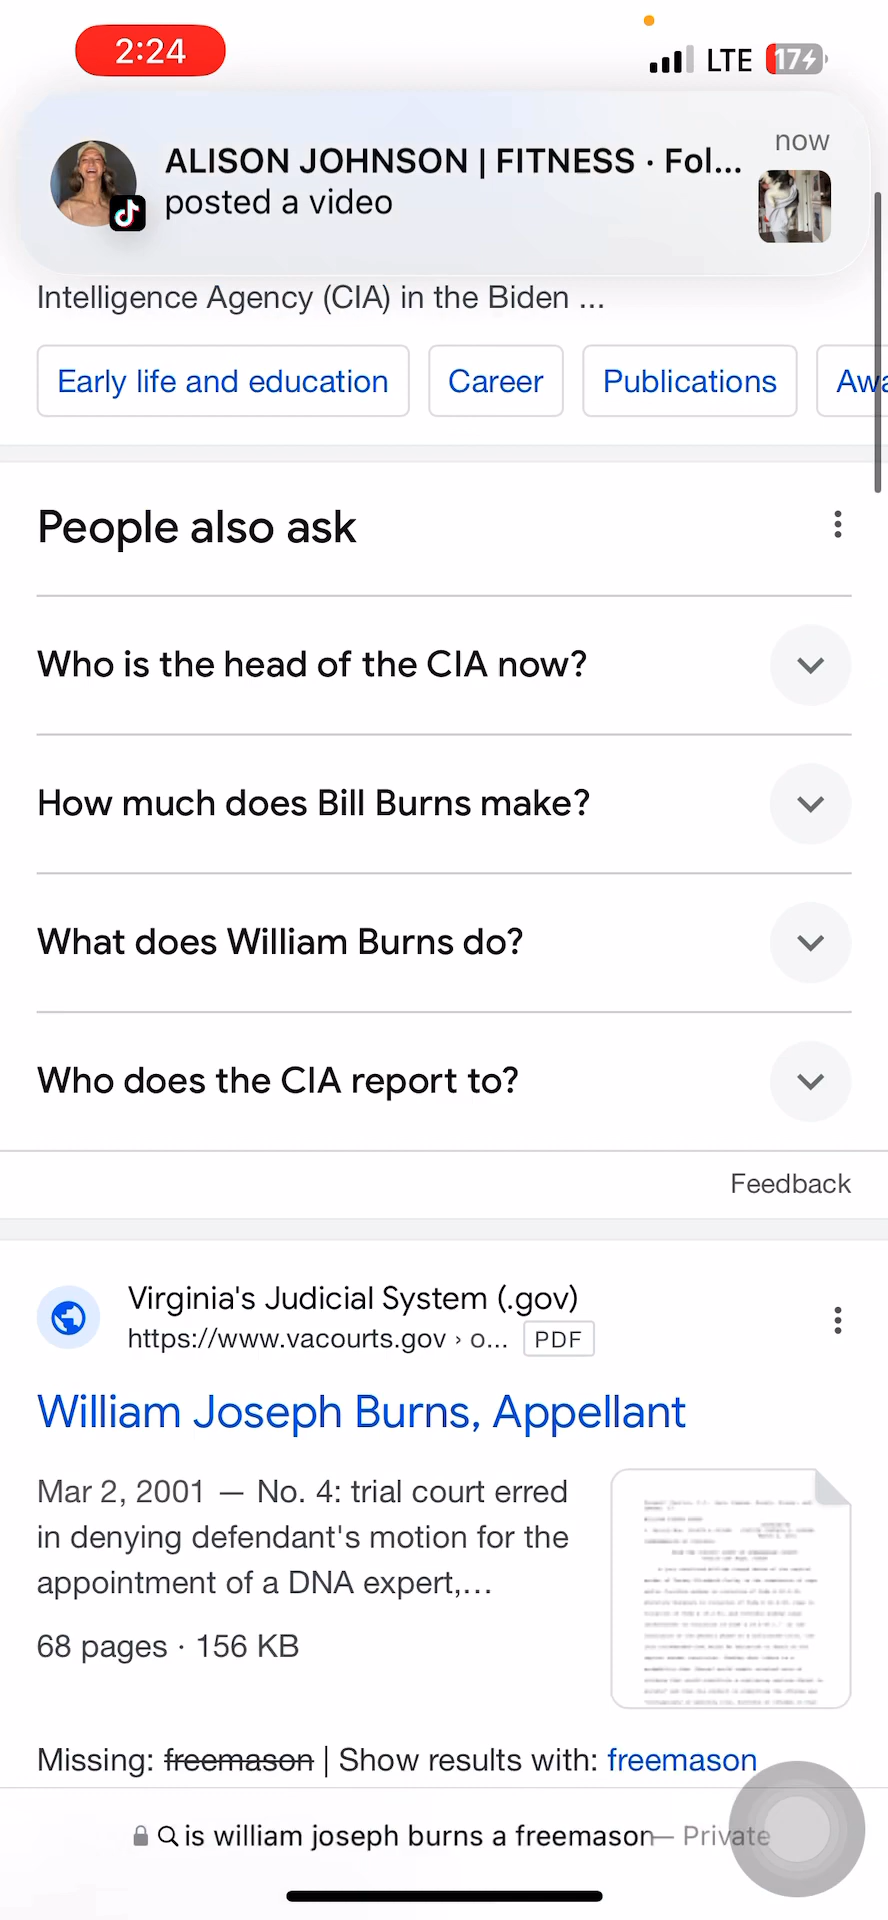 2:24
LTE
17
ALISON JOHNSON | FITNESS · Fol...
now
posted a video
Intelligence Agency (CIA) in the Biden ...
Early life and education
Career
Publications
Awa
People also ask
Who is the head of the CIA now?
How much does Bill Burns make?
What does William Burns do?
Who does the CIA report to?
Feedback
Virginia's Judicial System (.gov)
https://www.vacourts.gov › o...
PDF
William Joseph Burns, Appellant
Mar 2, 2001 — No. 4: trial court erred
in denying defendant's motion for the
appointment of a DNA expert,...
68 pages · 156 KB
Missing: freemason | Show results with: freemason
is william joseph burns a freemason — Private